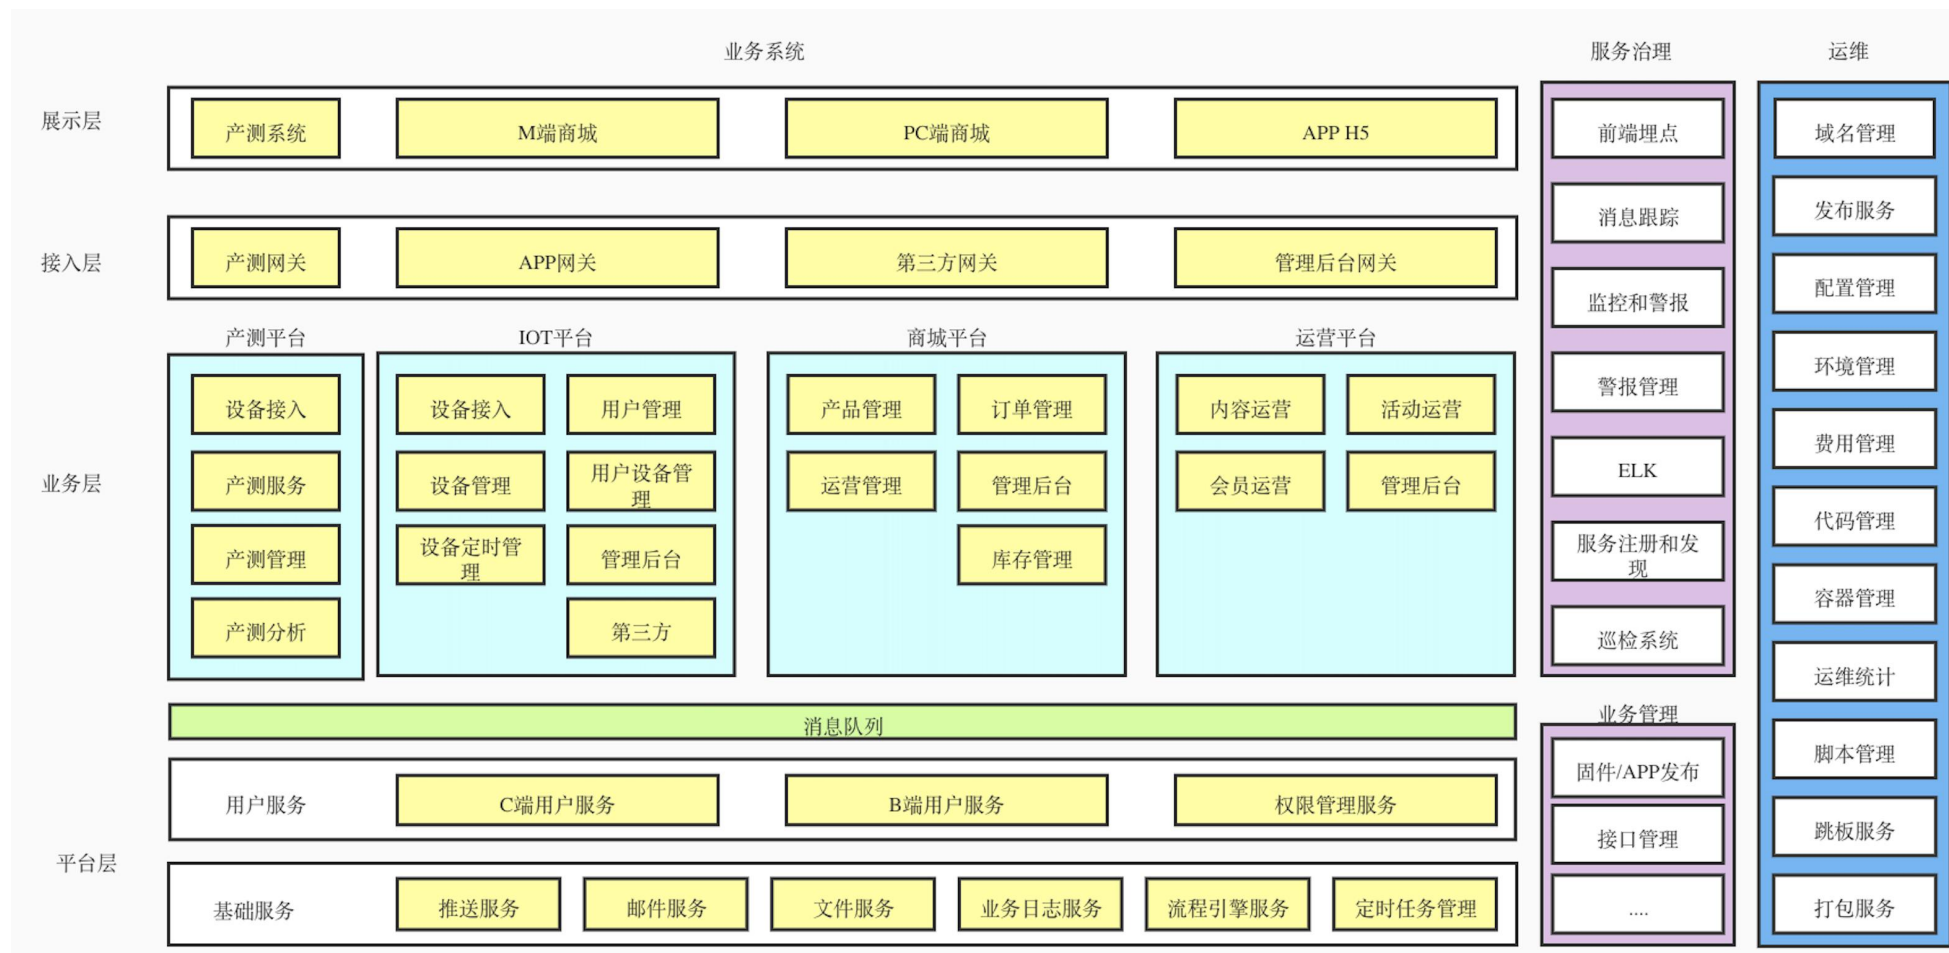 业务系统
服务治理
运维
展示层
产测系统
M端商城
PC端商城
APP H5
接入层
产测网关
APP网关
第三方网关
管理后台网关
业务层
产测平台
设备接入
产测服务
产测管理
产测分析
IOT平台
设备接入
用户管理
设备管理
用户设备管
理
设备定时管
理
管理后台
第三方
商城平台
产品管理
订单管理
运营管理
管理后台
库存管理
运营平台
内容运营
活动运营
会员运营
管理后台
消息队列
平台层
用户服务
C端用户服务
B端用户服务
权限管理服务
基础服务
推送服务
邮件服务
文件服务
业务日志服务
流程引擎服务
定时任务管理
前端埋点
消息跟踪
监控和警报
警报管理
ELK
服务注册和发
现
巡检系统
业务管理
固件/APP发布
接口管理
....
域名管理
发布服务
配置管理
环境管理
费用管理
代码管理
容器管理
运维统计
脚本管理
跳板服务
打包服务